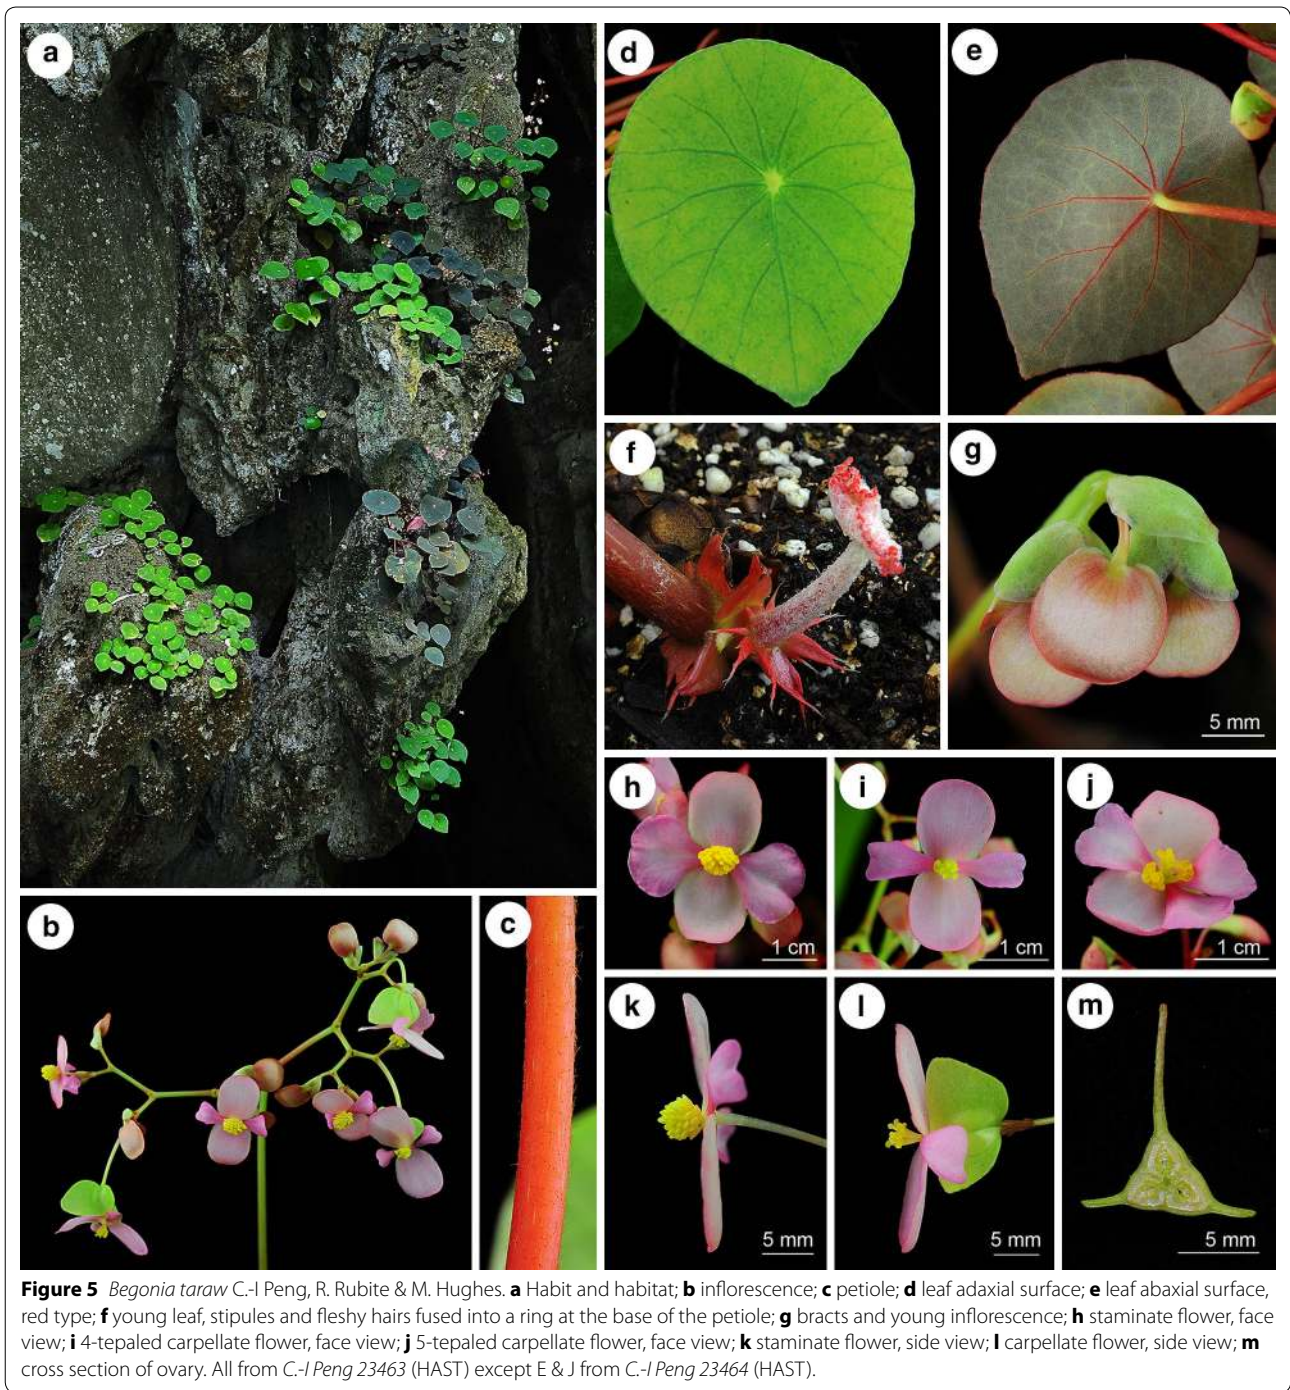 a
d
e
f
g
5 mm
h
1 cm
i
1 cm
j
1 cm
b
c
k
5 mm
l
5 mm
m
5 mm
Figure 5 Begonia taraw C.-I Peng, R. Rubite & M. Hughes. a Habit and habitat; b inflorescence; c petiole; d leaf adaxial surface; e leaf abaxial surface,
red type; f young leaf, stipules and fleshy hairs fused into a ring at the base of the petiole; g bracts and young inflorescence; h staminate flower, face
view; i 4-tepaled carpellate flower, face view; j 5-tepaled carpellate flower, face view; k staminate flower, side view; l carpellate flower, side view; m
cross section of ovary. All from C.-I Peng 23463 (HAST) except E & J from C.-I Peng 23464 (HAST).